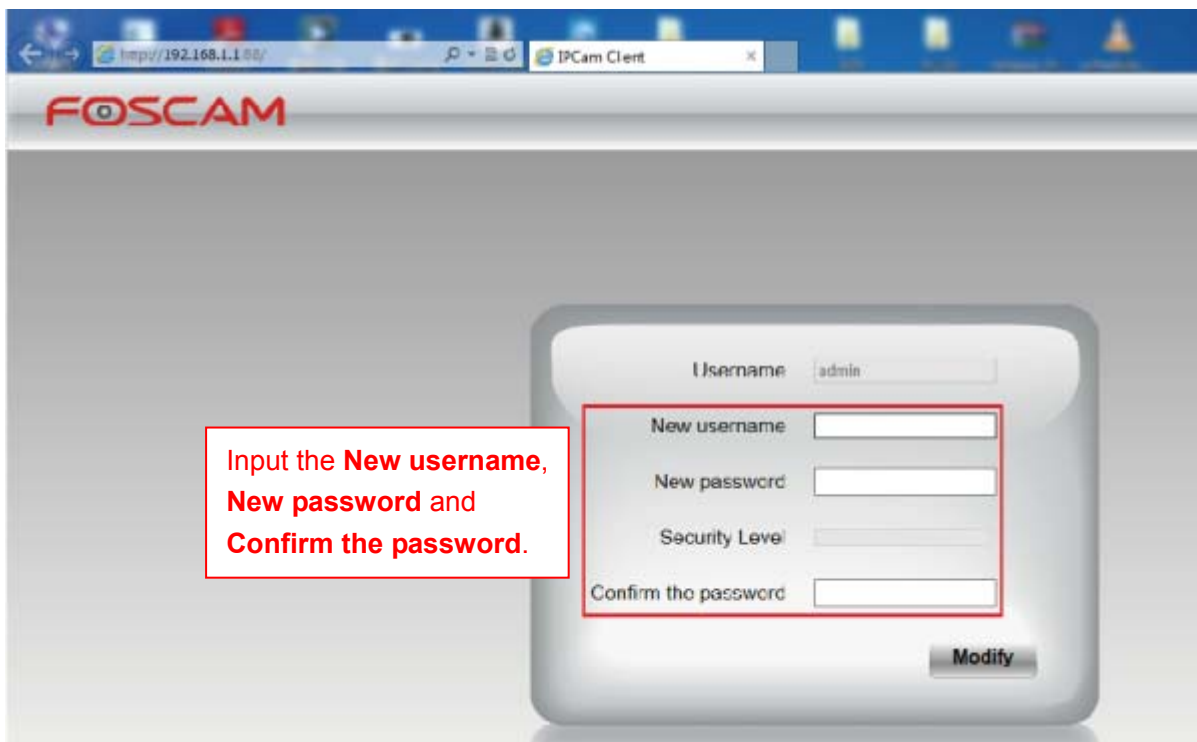 http://192.168.1.1:88/
IPCam Client
FOSCAM
Username admin
New username
Input the New username,
New password and
Confirm the password.
New password
Security Level
Confirm the password
Modify